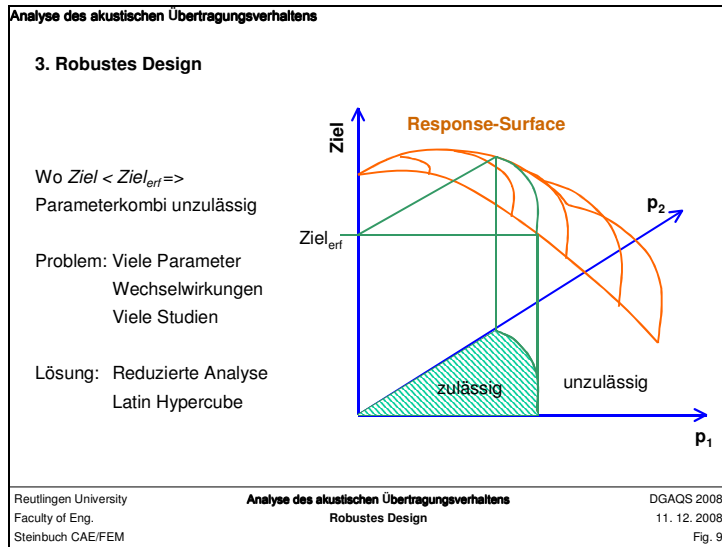 Analyse des akustischen Übertragungsverhaltens
3. Robustes Design
Wo Ziel < Ziel_erf =>
Parameterkombi unzulässig
Problem: Viele Parameter
Wechselwirkungen
Viele Studien
Lösung: Reduzierte Analyse
Latin Hypercube
Ziel
Response-Surface
p2
Ziel_erf
zulässig
unzulässig
p1
Reutlingen University
Faculty of Eng.
Steinbuch CAE/FEM
Analyse des akustischen Übertragungsverhaltens
Robustes Design
DGAQS 2008
11. 12. 2008
Fig. 9